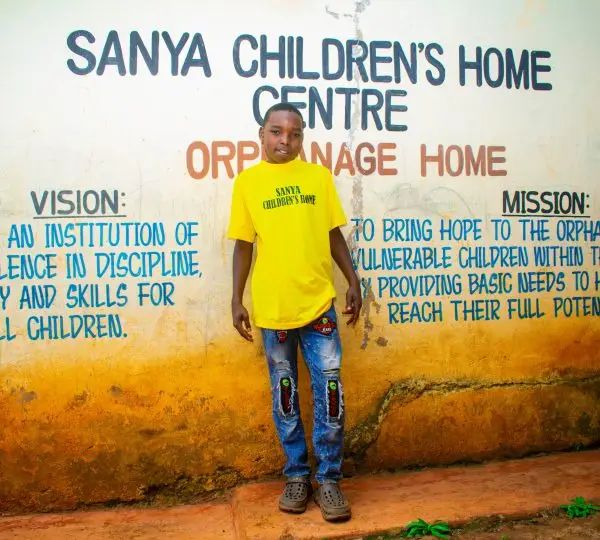 SANYA CHILDREN'S HOME
CENTRE
ORPHANAGE HOME
VISION:
AN INSTITUTION OF
LENCE IN DISCIPLINE,
Y AND SKILLS FOR
LL CHILDREN.
SANYA
CHILDREN'S HOME
MISSION:
TO BRING HOPE TO THE ORPHA
VULNERABLE CHILDREN WITHIN T
Y PROVIDING BASIC NEEDS TO H
REACH THEIR FULL POTEN